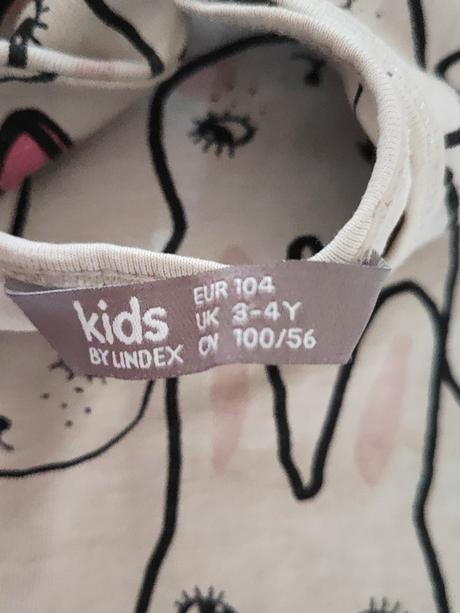 kids
BY LINDEX
EUR 104
UK 3-4Y
CN 100/56